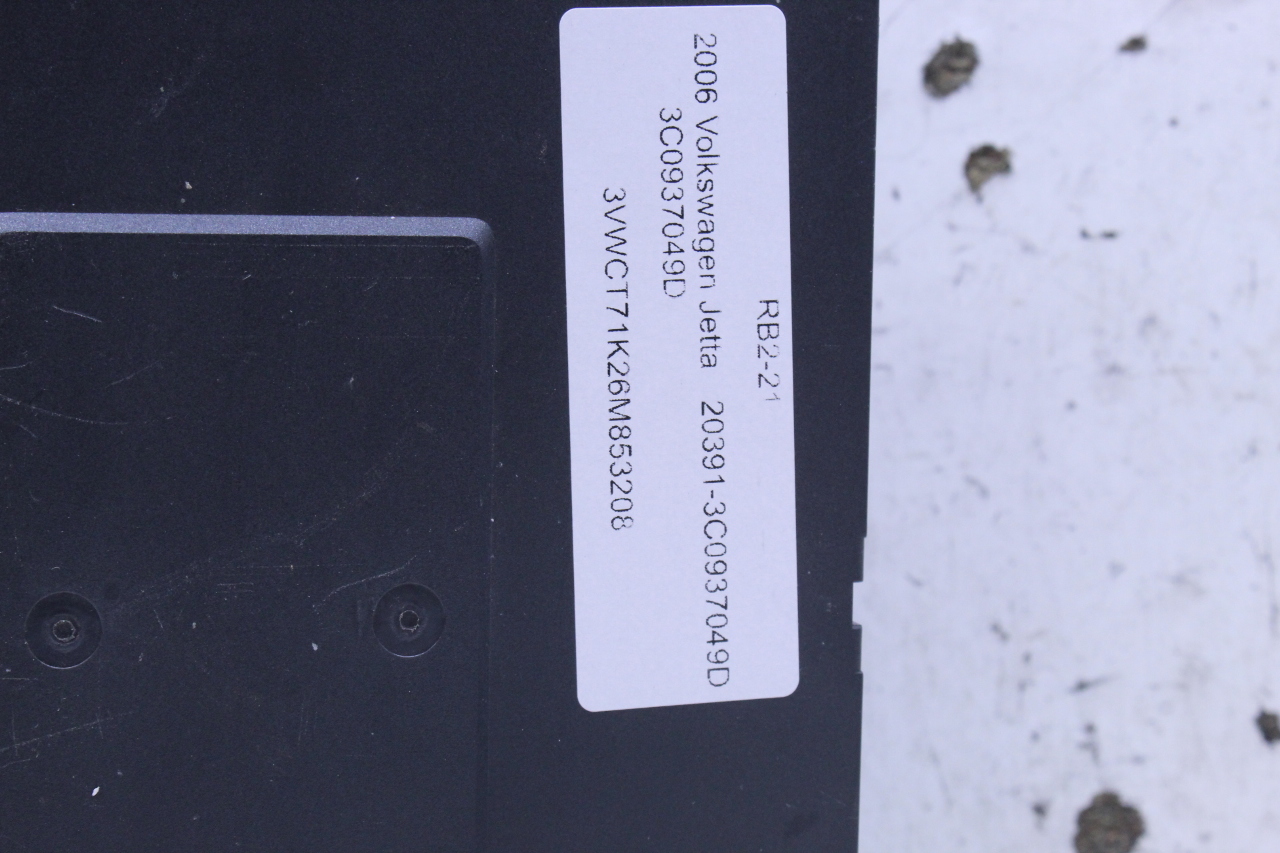 RB2-21
2006 Volkswagen Jetta 20391-3C0937049D
3C0937049D
3VWCT71K26M853208